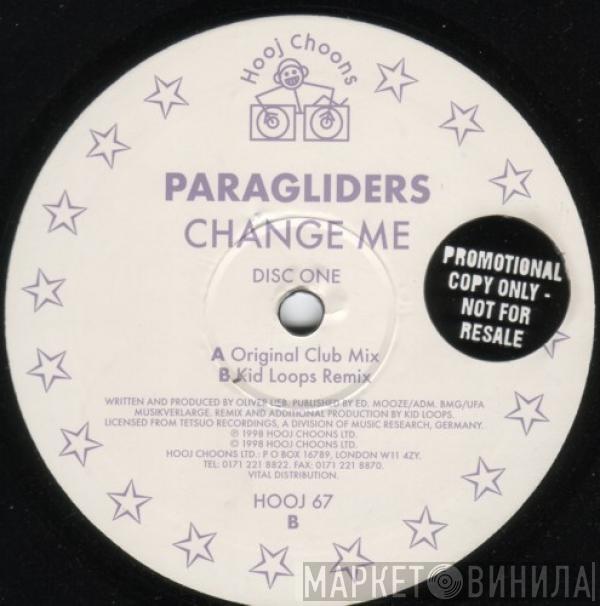 Hooj Choons
PARAGLIDERS
CHANGE ME
DISC ONE
PROMOTIONAL
COPY ONLY -
NOT FOR
RESALE
A Original Club Mix
B Kid Loops Remix
WRITTEN AND PRODUCED BY OLIVER LIEB. PUBLISHED BY ED. MOOZE/ADM. BMG/UFA
MUSIKVERLARGE. REMIX AND ADDITIONAL PRODUCTION BY KID LOOPS.
LICENSED FROM TETSUO RECORDINGS, A DIVISION OF MUSIC RESEARCH, GERMANY.
℗ 1998 HOOJ CHOONS LTD.
© 1998 HOOJ CHOONS LTD.
HOOJ CHOONS LTD.: P O BOX 16789, LONDON W11 4ZY.
TEL: 0171 221 8822. FAX: 0171 221 8870.
VITAL DISTRIBUTION.
HOOJ 67
B
МАРКЕТ ВИНИЛА